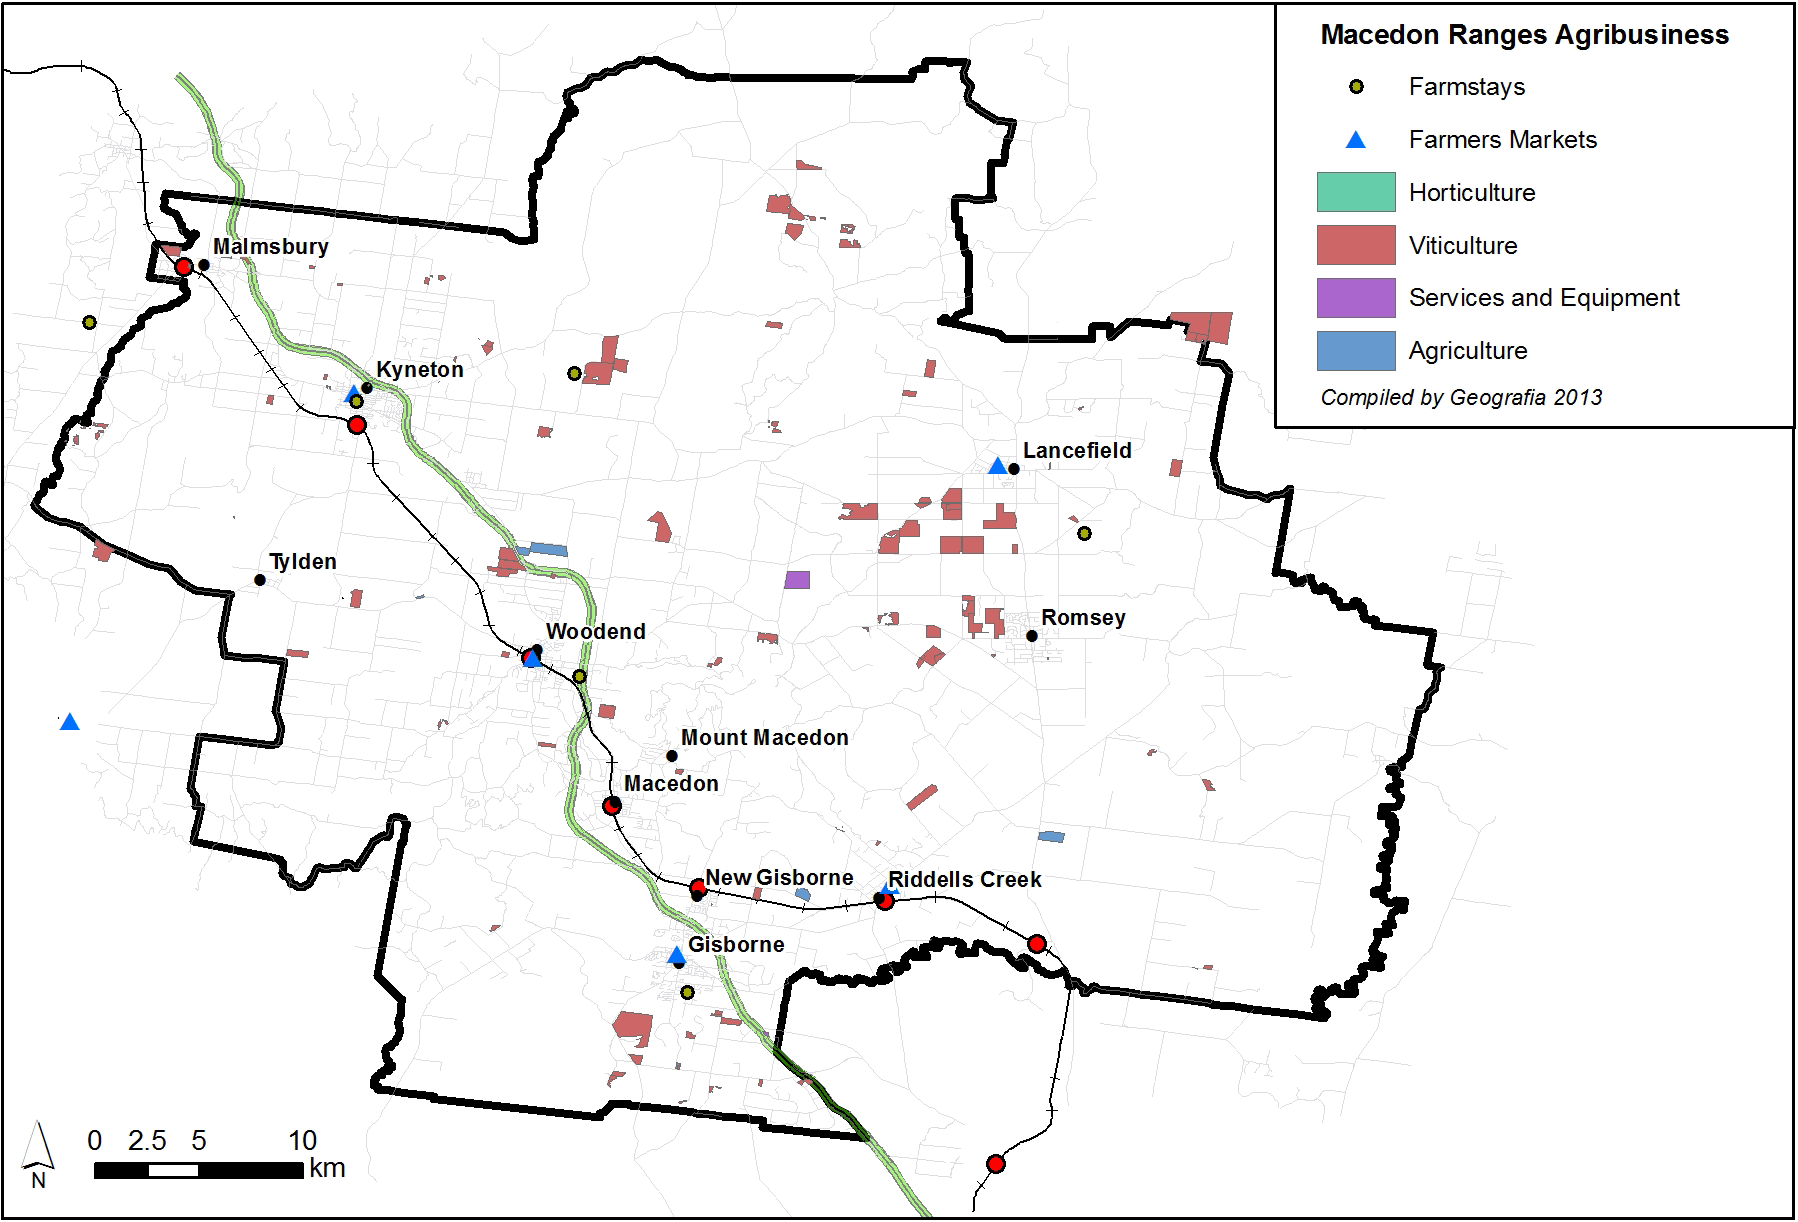 Macedon Ranges Agribusiness
Farmstays
Farmers Markets
Horticulture
Viticulture
Services and Equipment
Agriculture
Compiled by Geografia 2013
Malmsbury
Kyneton
Lancefield
Tylden
Romsey
Woodend
Mount Macedon
Macedon
New Gisborne
Riddells Creek
Gisborne
0 2.5 5 10
km
N